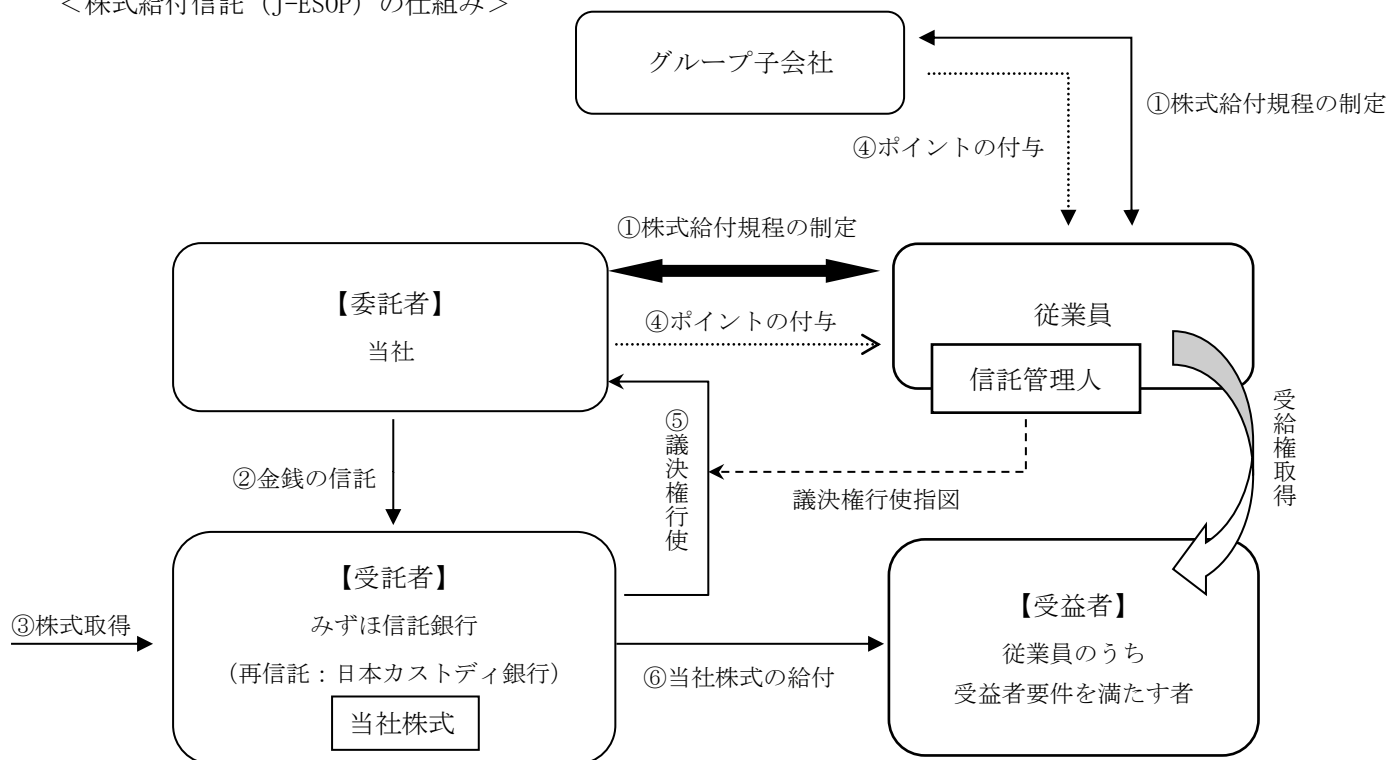 ＜株式給付信託（J-ESOP）の仕組み＞
グループ子会社
①株式給付規程の制定
④ポイントの付与
①株式給付規程の制定
【委託者】
当社
④ポイントの付与
従業員
信託管理人
受給権取得
⑤議決権行使
②金銭の信託
議決権行使指図
【受託者】
みずほ信託銀行
（再信託：日本カストディ銀行）
当社株式
③株式取得
⑥当社株式の給付
【受益者】
従業員のうち
受益者要件を満たす者